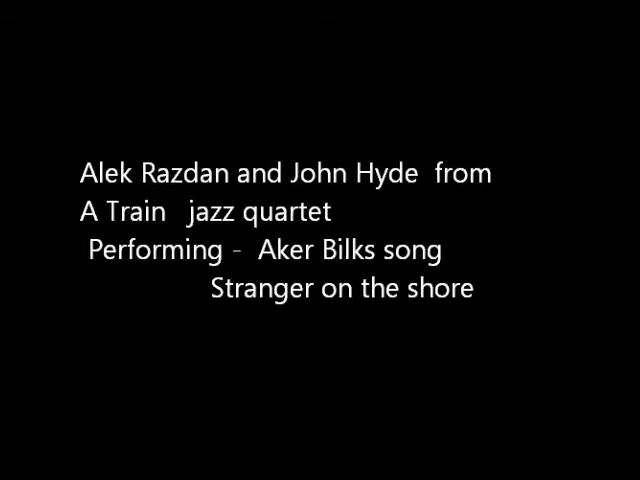 Alek Razdan and John Hyde from
A Train jazz quartet
Performing - Aker Bilks song
Stranger on the shore